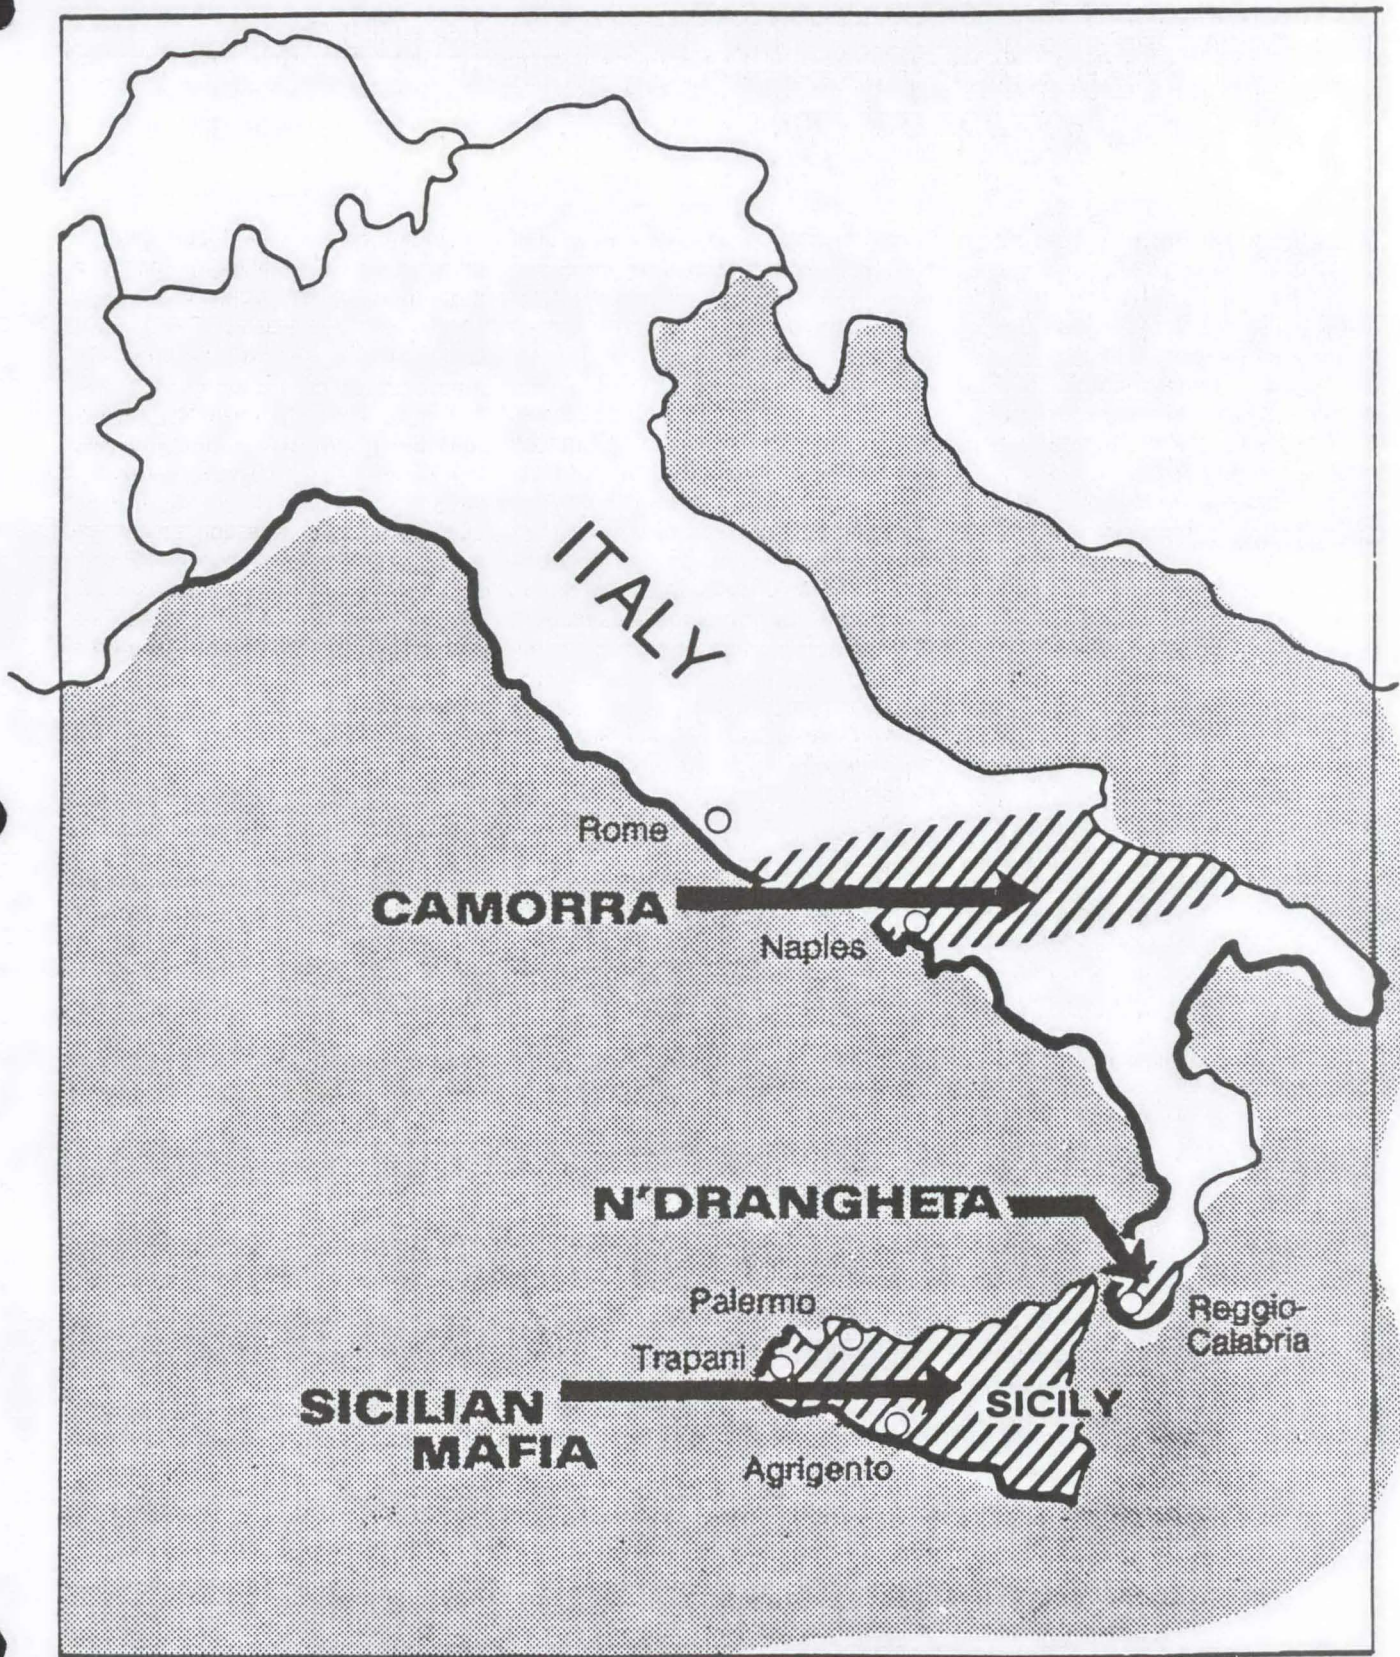 ITALY
Rome
CAMORRA
Naples
N'DRANGHETA
Palermo
Reggio-
Calabria
Trapani
SICILIAN
MAFIA
SICILY
Agrigento